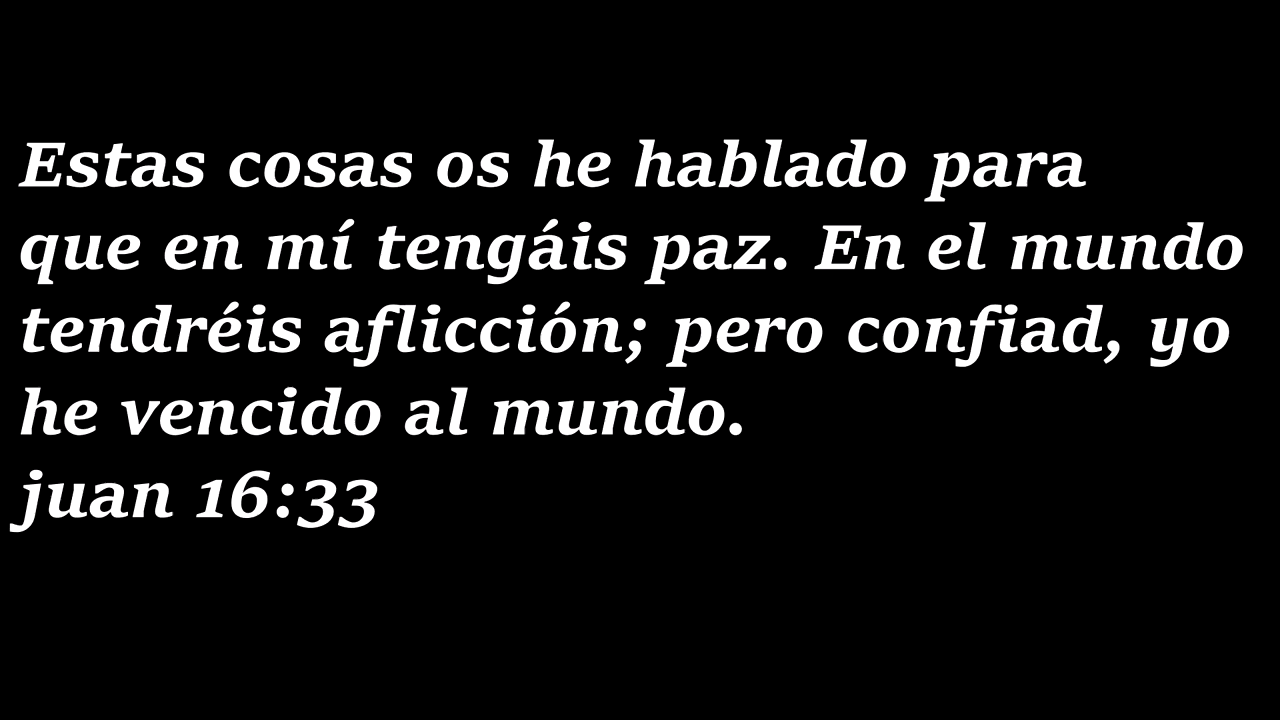 Estas cosas os he hablado para
que en mí tengáis paz. En el mundo
tendréis aflicción; pero confiad, yo
he vencido al mundo.
juan 16:33